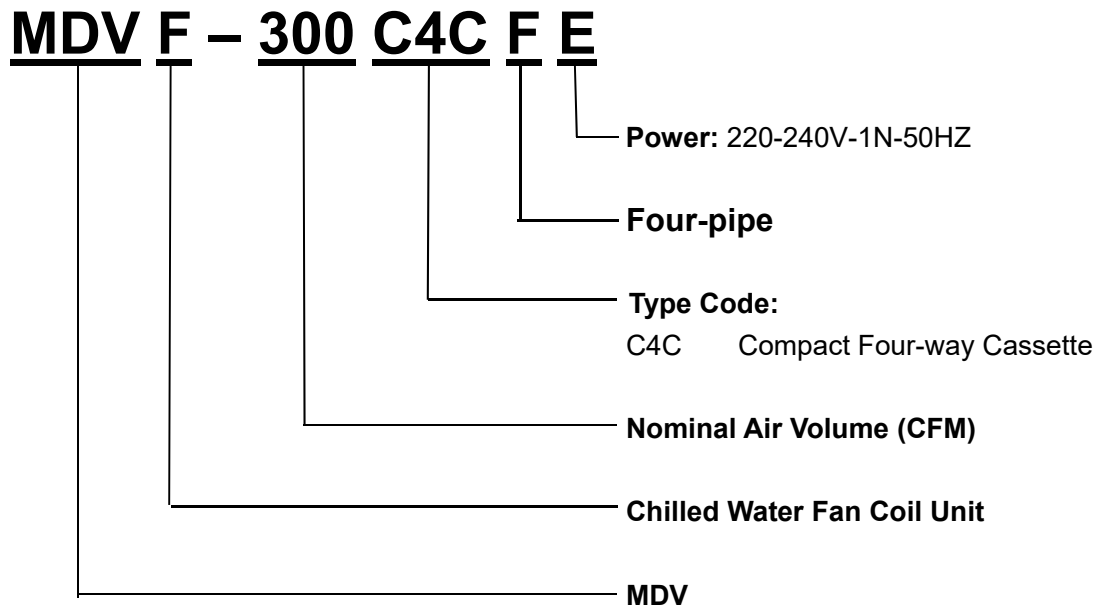 MDV F – 300 C4C F E
Power: 220-240V-1N-50HZ
Four-pipe
Type Code:
C4C Compact Four-way Cassette
Nominal Air Volume (CFM)
Chilled Water Fan Coil Unit
MDV